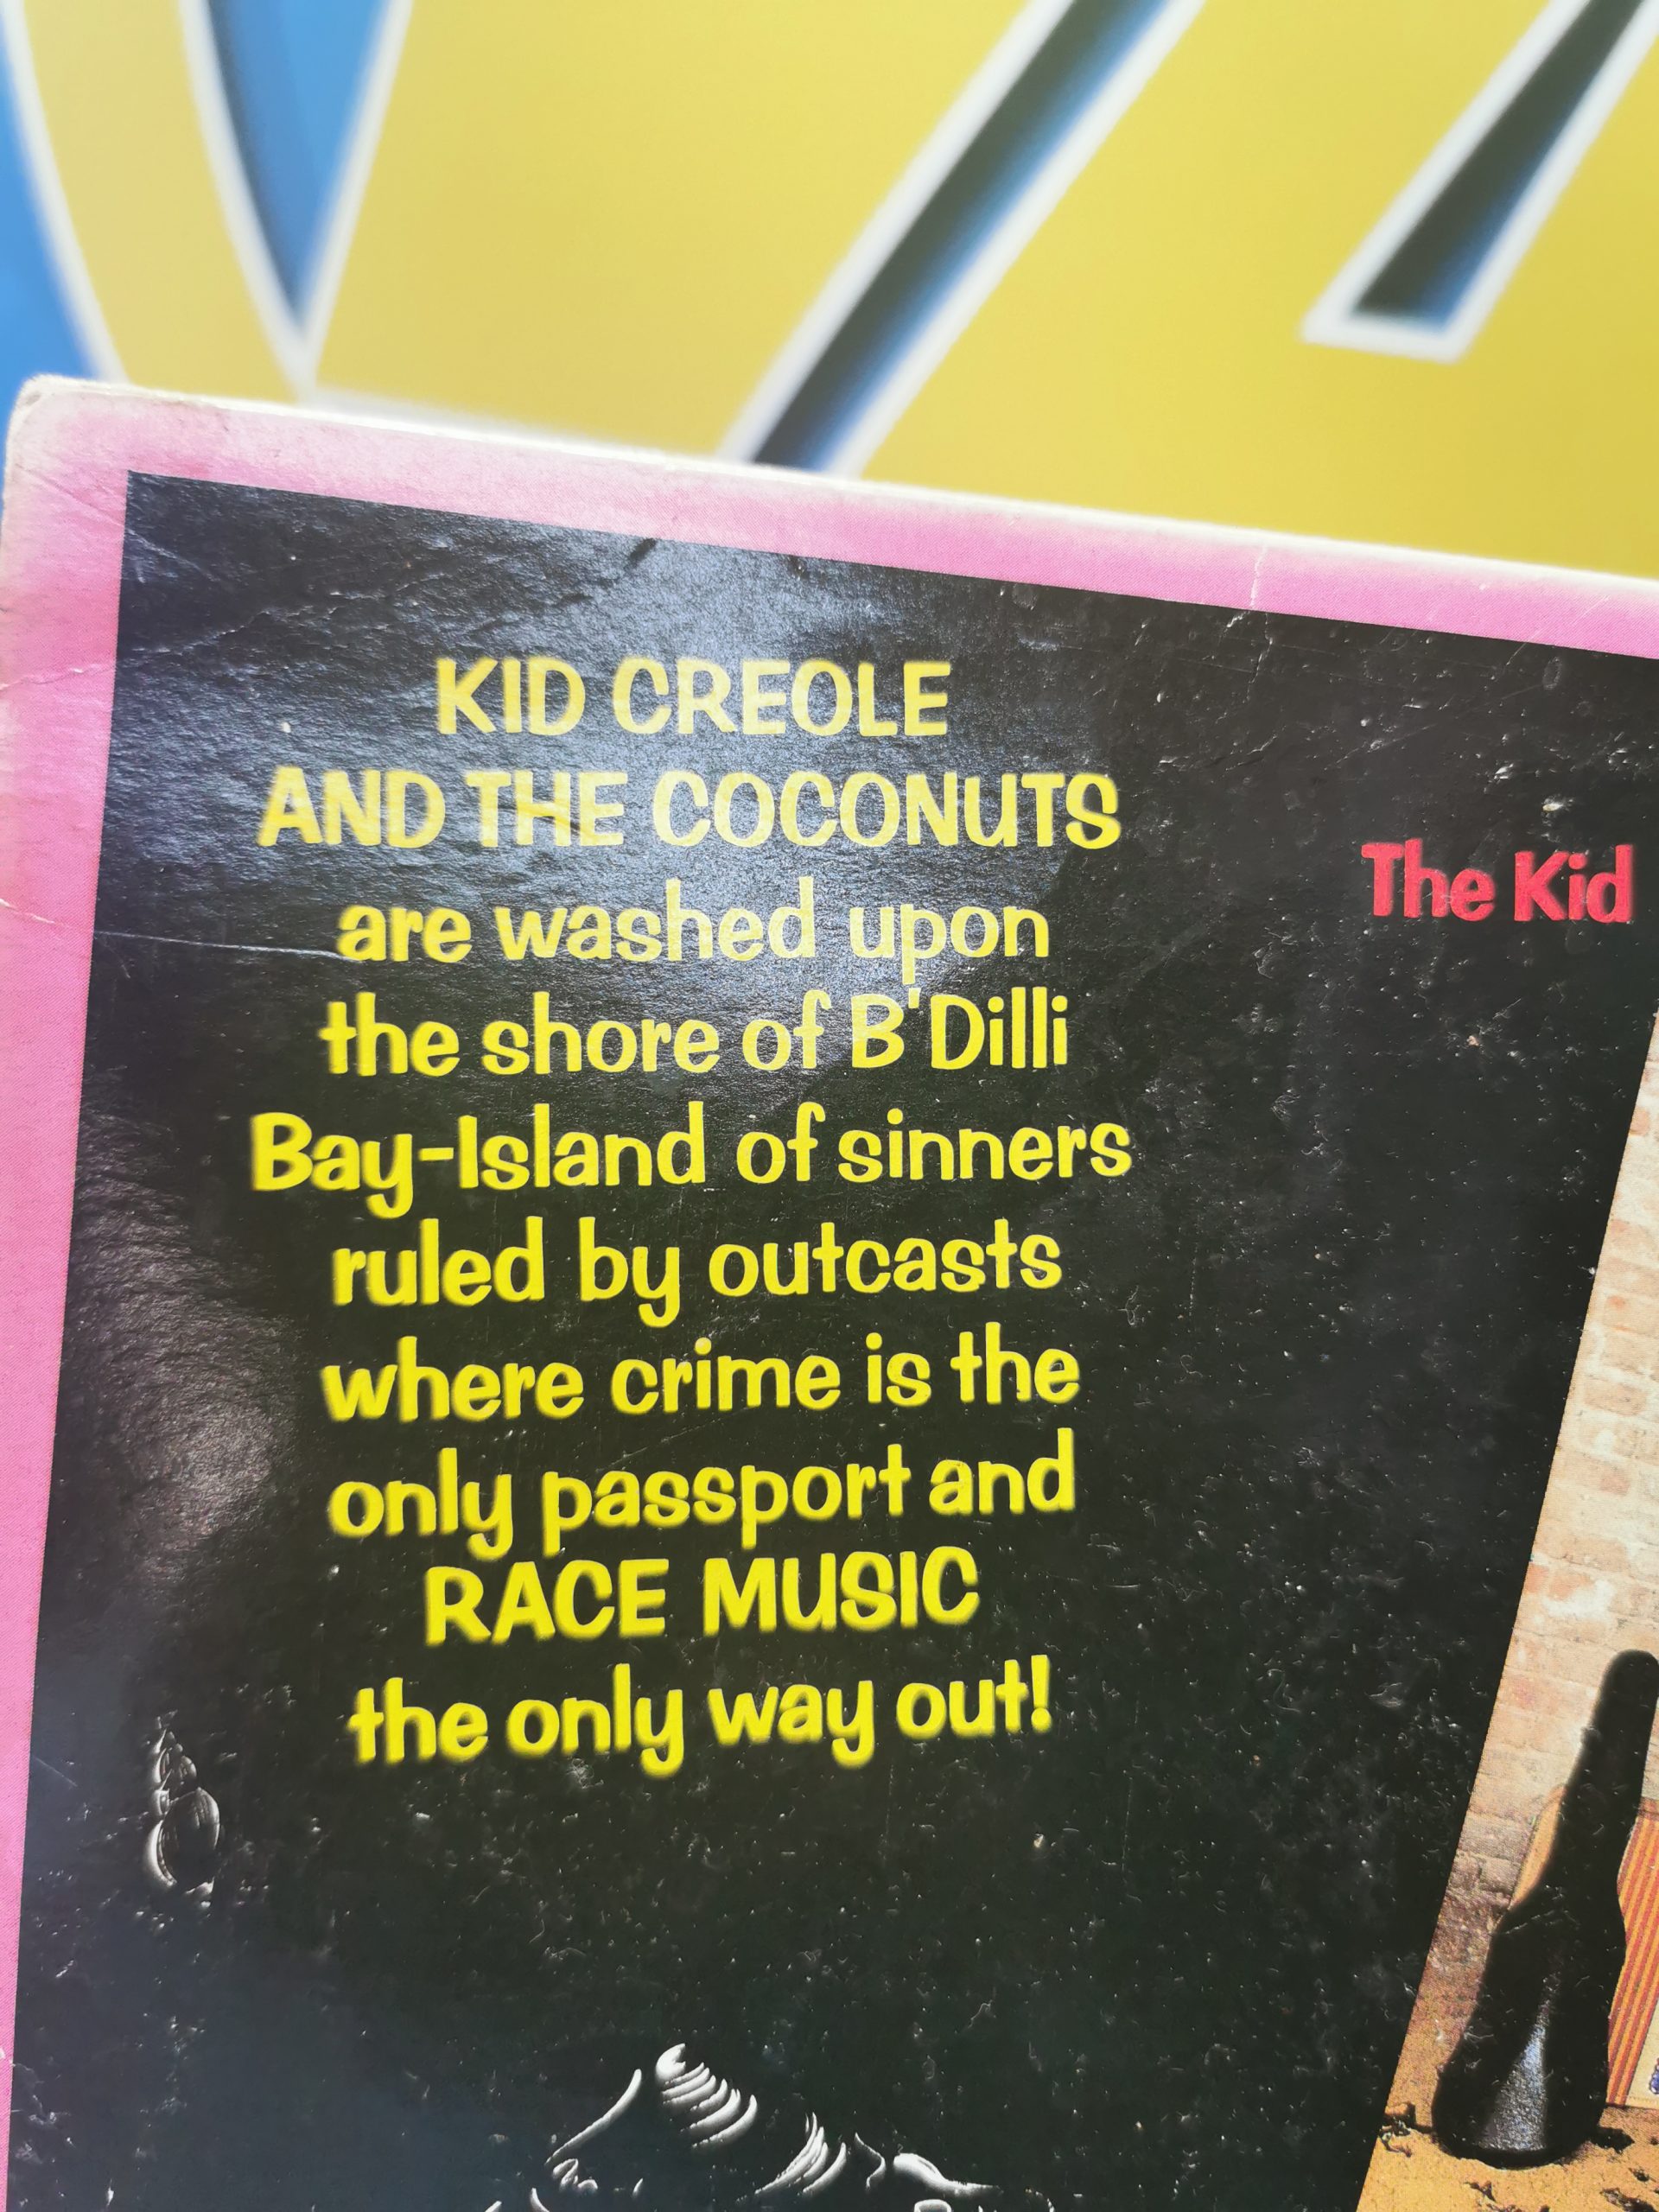 KID CREOLE
AND THE COCONUTS
are washed upon
the shore of B'Dilli
Bay-Island of sinners
ruled by outcasts
where crime is the
only passport and
RACE MUSIC
the only way out!
The Kid